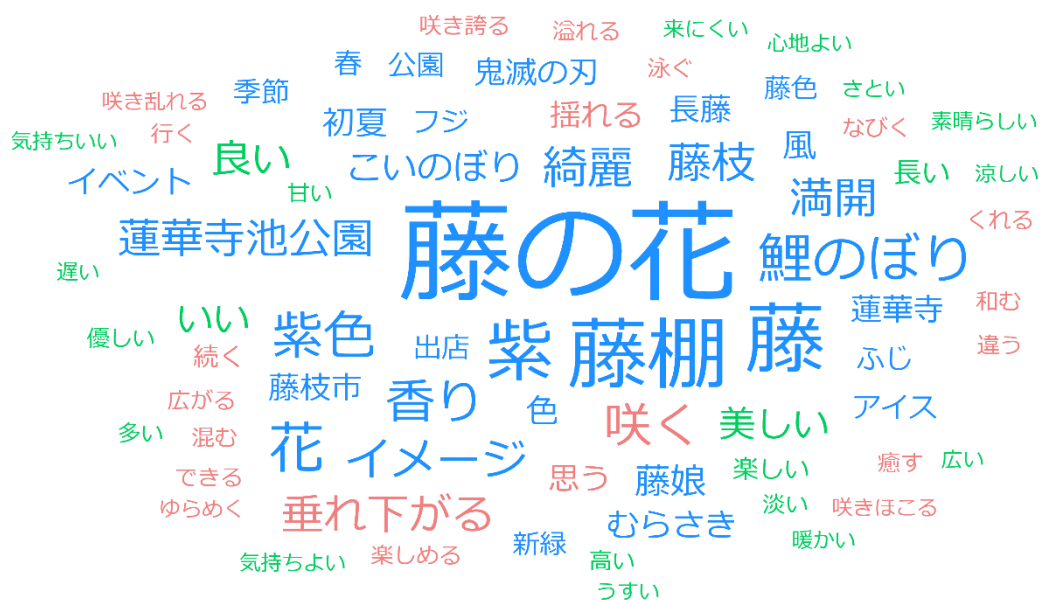 咲き誇る
溢れる
来にくい
心地よい
春
公園
鬼滅の刃
泳ぐ
季節
藤色
さとい
咲き乱れる
初夏
フジ
揺れる
長藤
なびく
素晴らしい
行く
気持ちいい
良い
こいのぼり
綺麗
藤枝
風
長い
涼しい
イベント
甘い
満開
くれる
蓮華寺池公園
藤の花
鯉のぼり
遅い
いい
紫色
出店
紫
藤棚
藤
蓮華寺
和む
優しい
続く
ふじ
違う
藤枝市
香り
色
広がる
アイス
多い
混む
花
イメージ
咲く
美しい
できる
思う
藤娘
楽しい
癒す
広い
ゆらめく
垂れ下がる
むらさき
淡い
咲きほこる
新緑
暖かい
気持ちよい
楽しめる
高い
うすい